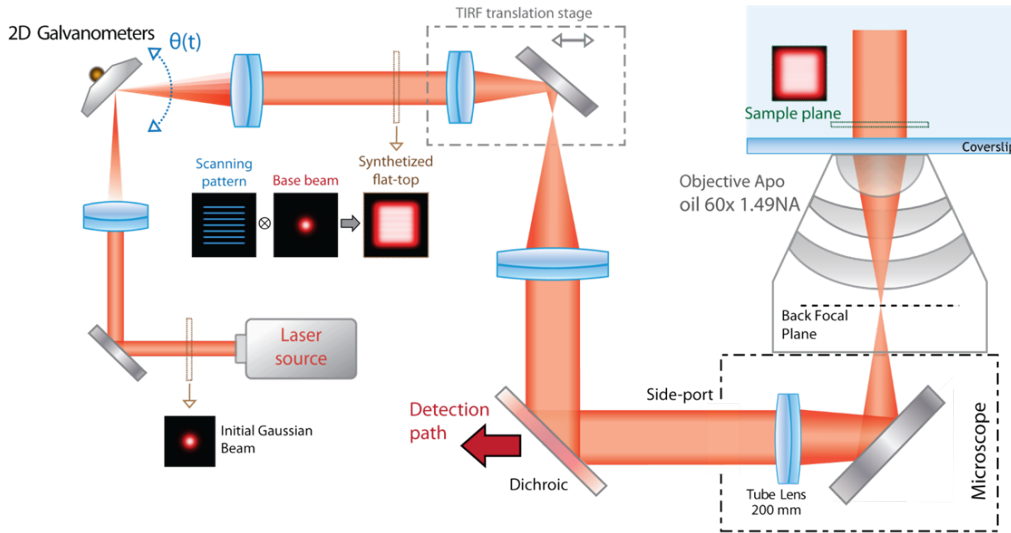 2D Galvanometers
θ(t)
TIRF translation stage
Sample plane
Coverslip
Scanning
pattern
Base beam
Synthetized
flat-top
Objective Apo
oil 60x 1.49NA
Back Focal
Plane
Laser
source
Initial Gaussian
Beam
Detection
path
Side-port
Dichroic
Tube Lens
200 mm
Microscope